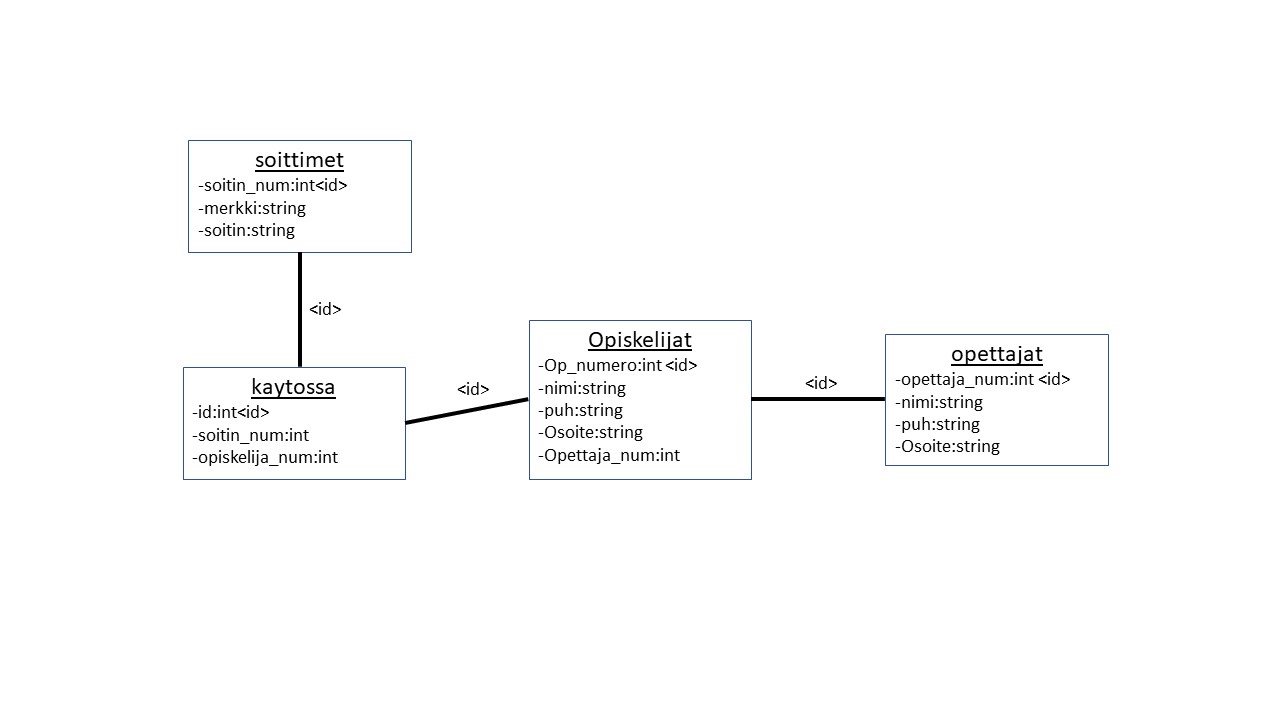 soittimet
-soitin_num:int<id>
-merkki:string
-soitin:string
<id>
kaytossa
-id:int<id>
-soitin_num:int
-opiskelija_num:int
<id>
Opiskelijat
-Op_numero:int <id>
-nimi:string
-puh:string
-Osoite:string
-Opettaja_num:int
<id>
opettajat
-opettaja_num:int <id>
-nimi:string
-puh:string
-Osoite:string